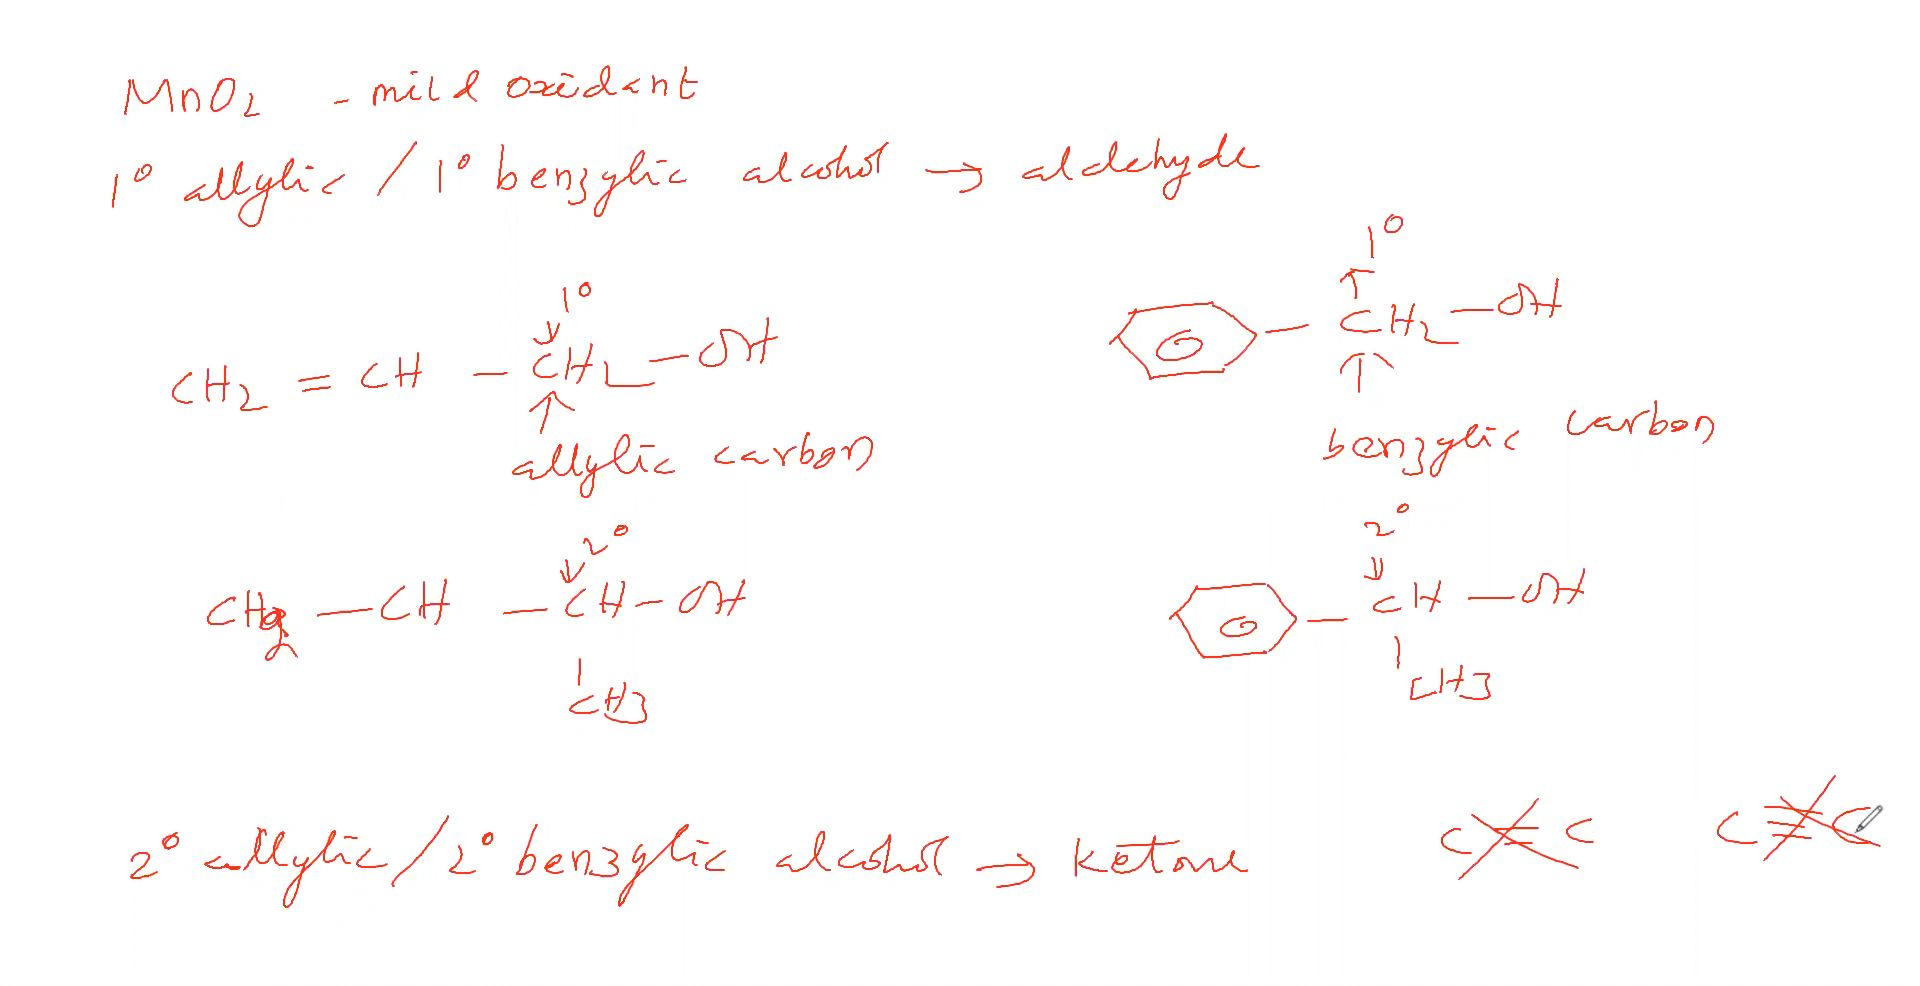 MnO2 - mild oxidant
1° allylic / 1° benzylic alcohol → aldehyde
1°
1°
CH2 = CH - CH2 - OH
CH2 - OH
allylic carbon
benzylic carbon
2°
2°
CH2 - CH - CH - OH
CH - OH
CH3
CH3
2° allylic / 2° benzylic alcohol → ketone
C = C
C ≡ C